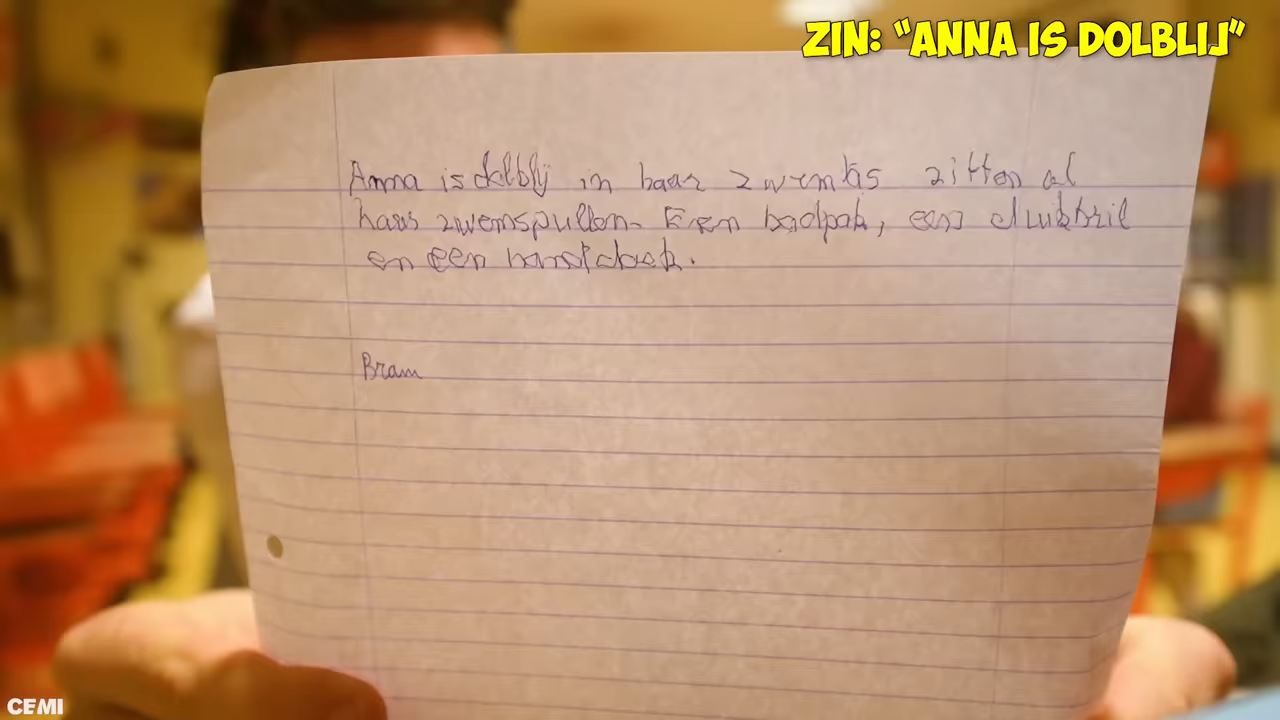 ZIN: "ANNA IS DOLBLIJ"
Anna is dolblij in haar zwemtas zitten al
haar zwemspullen. Een badpak, een duikbril
en een handdoek.
Bram
CEMI